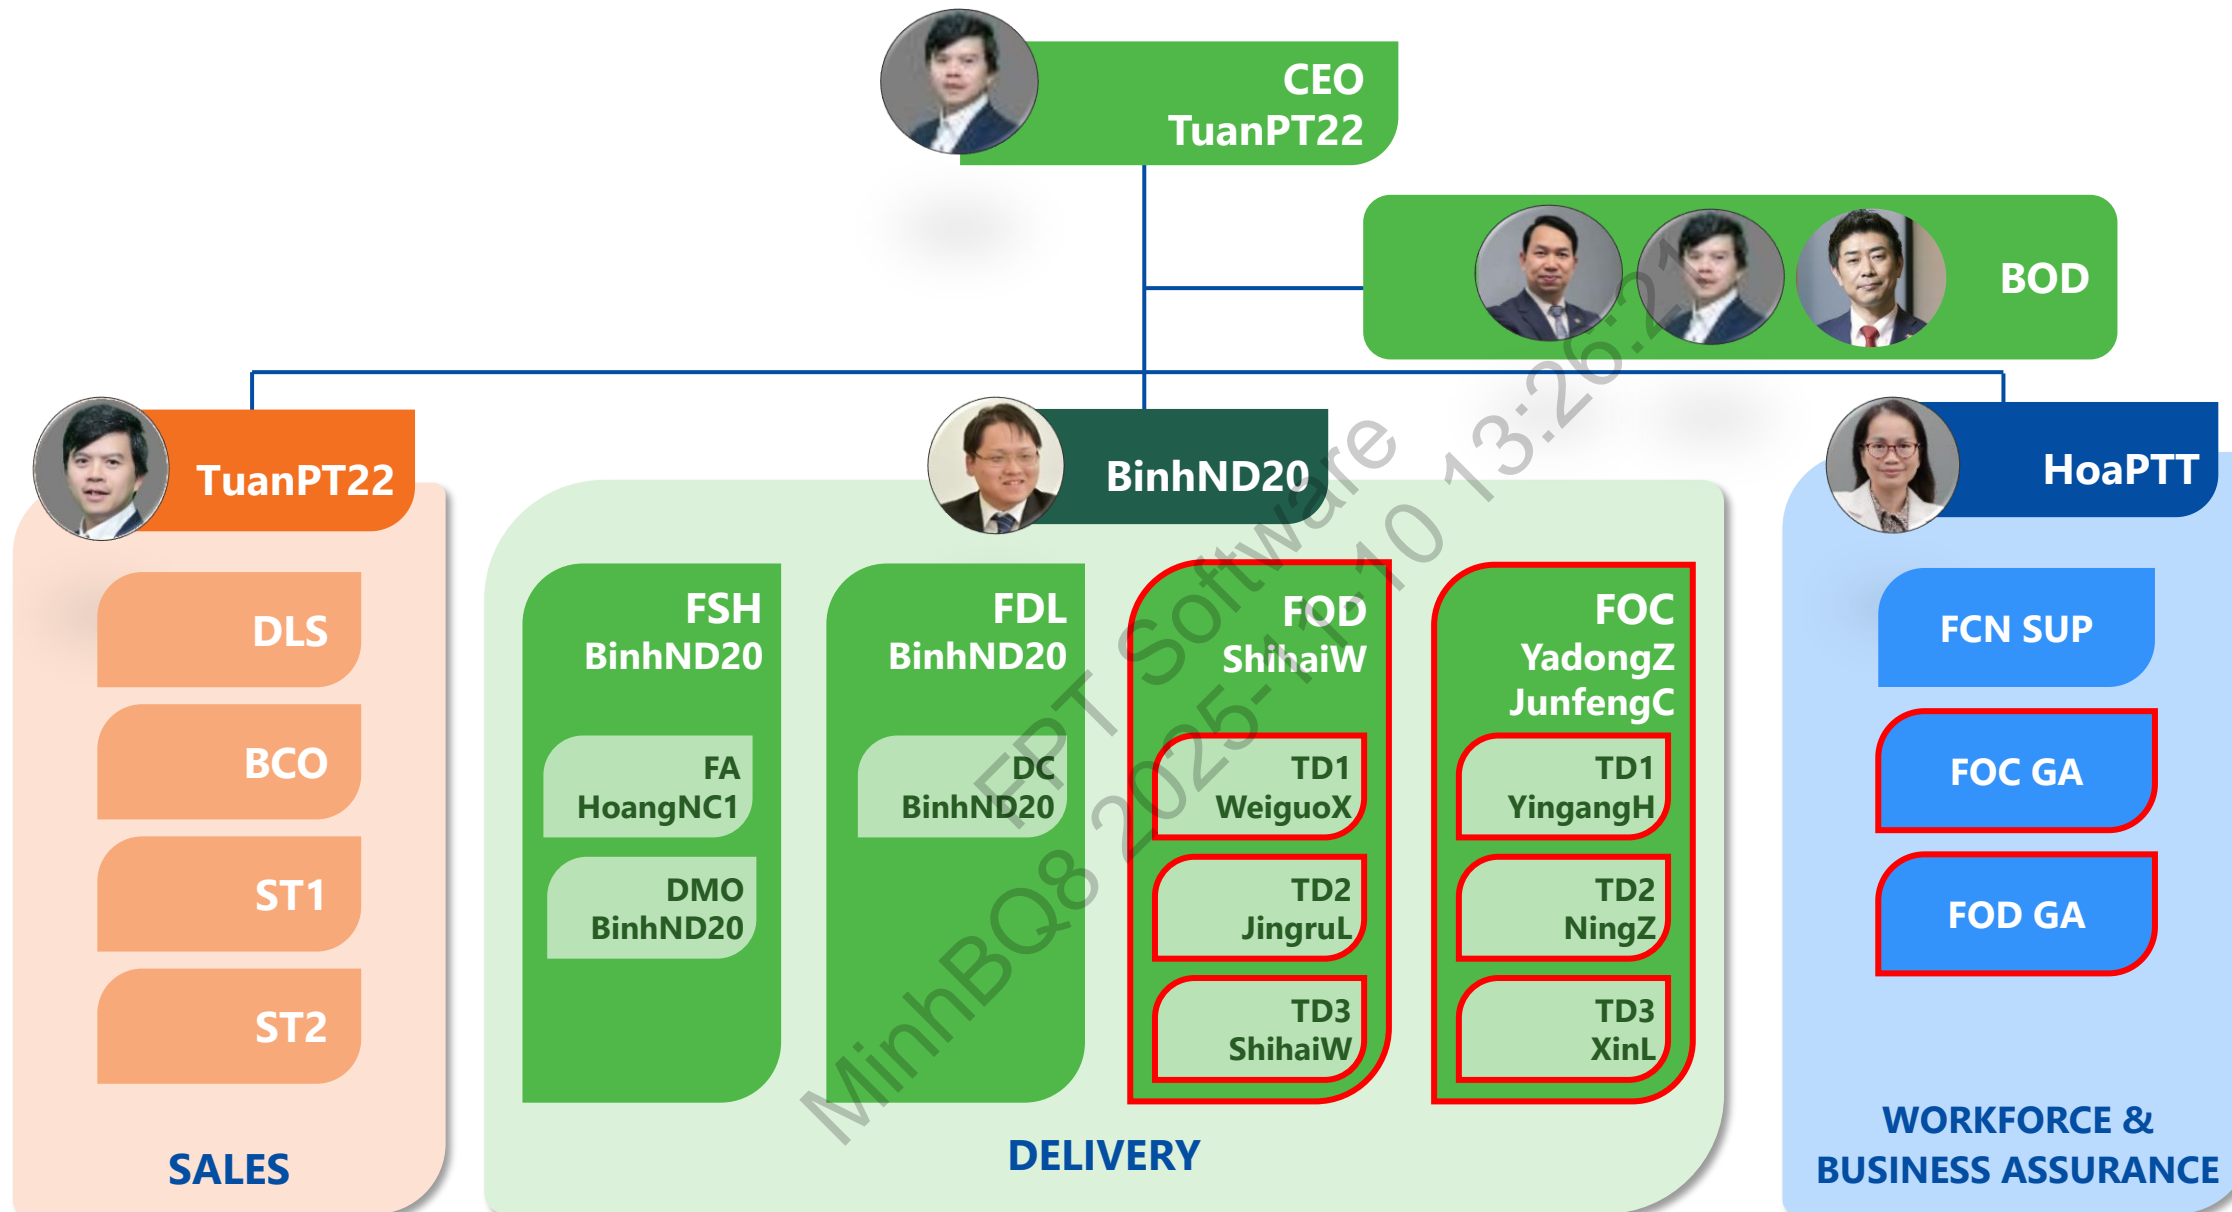 CEO
TuanPT22
BOD
TuanPT22
DLS
BCO
ST1
ST2
SALES
BinhND20
FSH
BinhND20
FA
HoangNC1
DMO
BinhND20
FDL
BinhND20
DC
BinhND20
FOD
ShihaiW
TD1
WeiguoX
TD2
JingruL
TD3
ShihaiW
FOC
YadongZ
JunfengC
TD1
YingangH
TD2
NingZ
TD3
XinL
DELIVERY
HoaPTT
FCN SUP
FOC GA
FOD GA
WORKFORCE &
BUSINESS ASSURANCE
FPT Software
MinhBQ8 2025-11-10 13:26:21